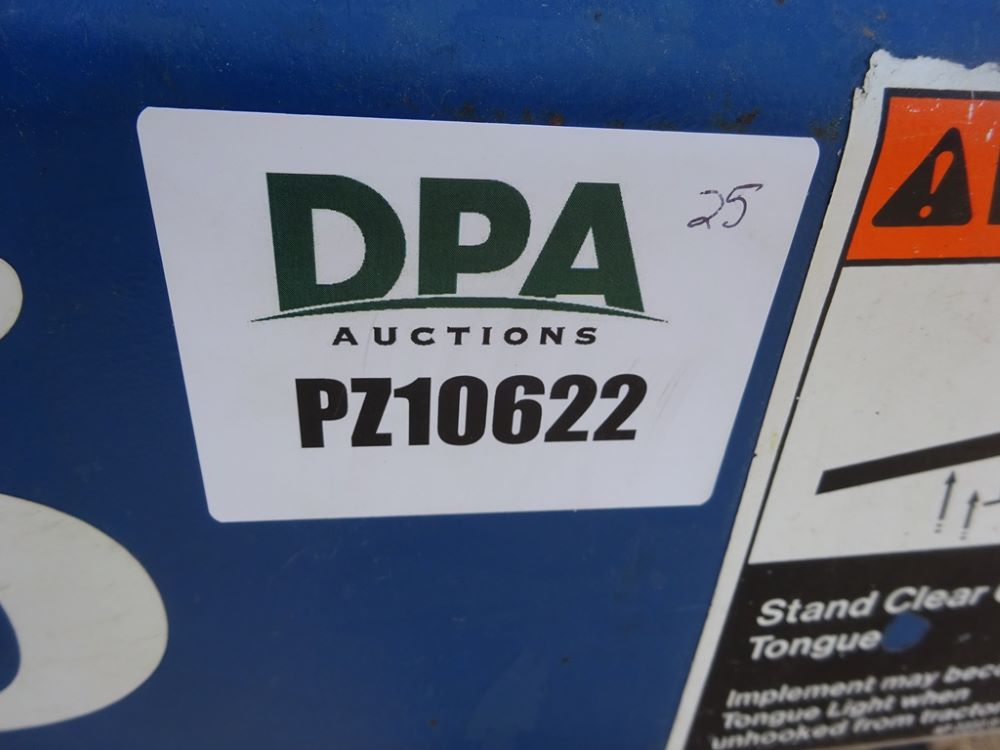 25
DPA
AUCTIONS
PZ10622
Stand Clear
Tongue
Implement may
Tongue Light when
unhooked from